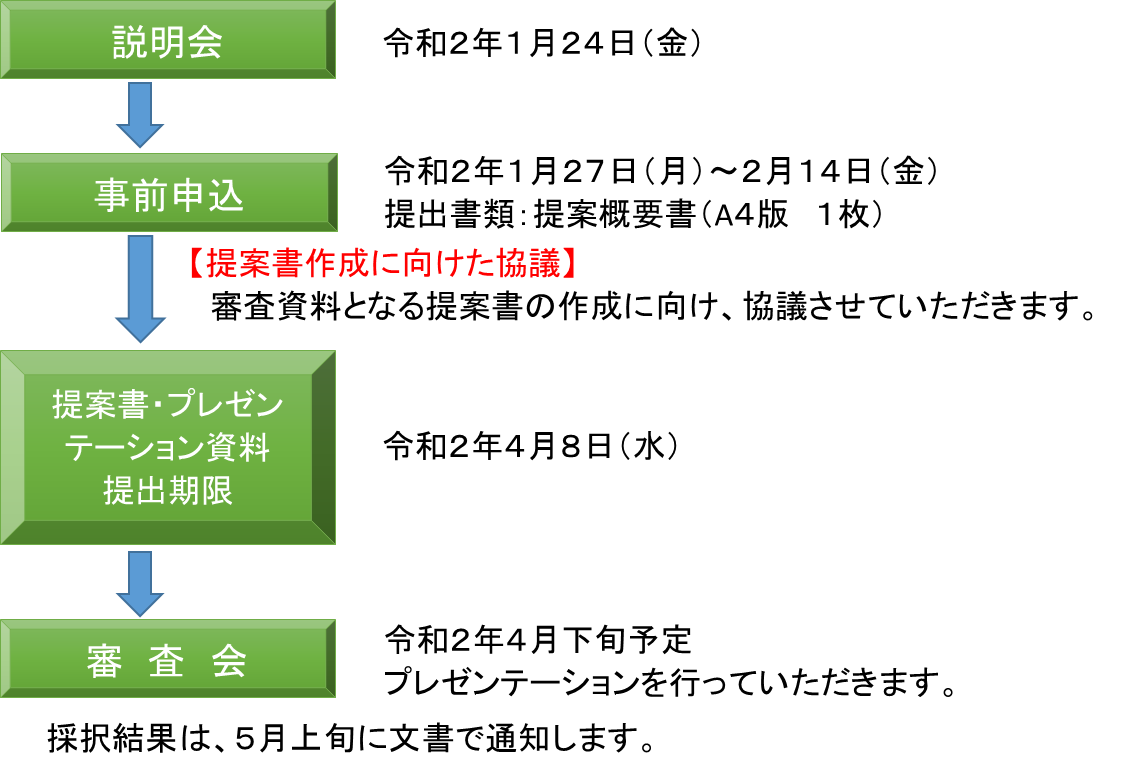 説明会
令和２年１月２４日（金）
事前申込
令和２年１月２７日（月）～２月１４日（金）
提出書類：提案概要書（A４版　１枚）
【提案書作成に向けた協議】
審査資料となる提案書の作成に向け、協議させていただきます。
提案書・プレゼン
テーション資料
提出期限
令和２年４月８日（水）
審　査　会
令和２年４月下旬予定
プレゼンテーションを行っていただきます。
採択結果は、５月上旬に文書で通知します。